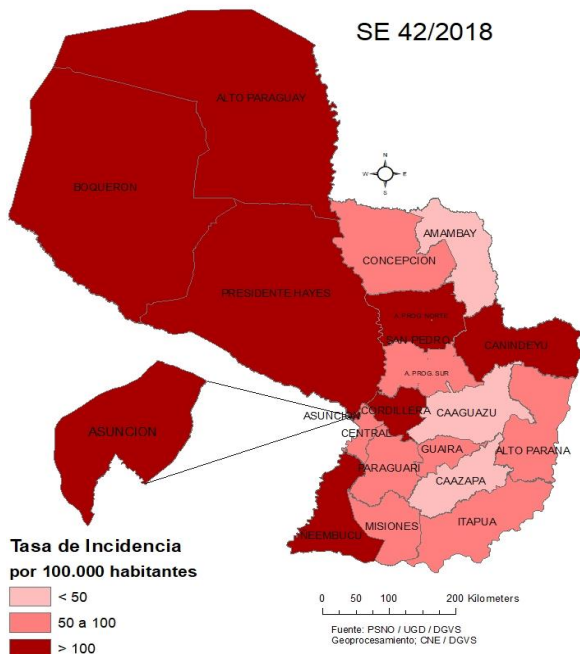 SE 42/2018
ALTO PARAGUAY
BOQUERON
N
W E
S
AMAMBAY
CONCEPCION
PRESIDENTE HAYES
A. PROG. NORTE
SAN PEDRO
CANINDEYU
A. PROG. SUR
ASUNCION
CORDILLERA
CAAGUAZU
ASUNCION
CENTRAL
GUAIRA
ALTO PARANA
PARAGUARI
CAAZAPA
ITAPUA
MISIONES
ÑEEMBUCU
Tasa de Incidencia
por 100.000 habitantes
< 50
50 a 100
> 100
0 50 100 200 Kilometers
Fuente: PSNO / UGD / DGVS
Geoprocesamiento; CNE / DGVS